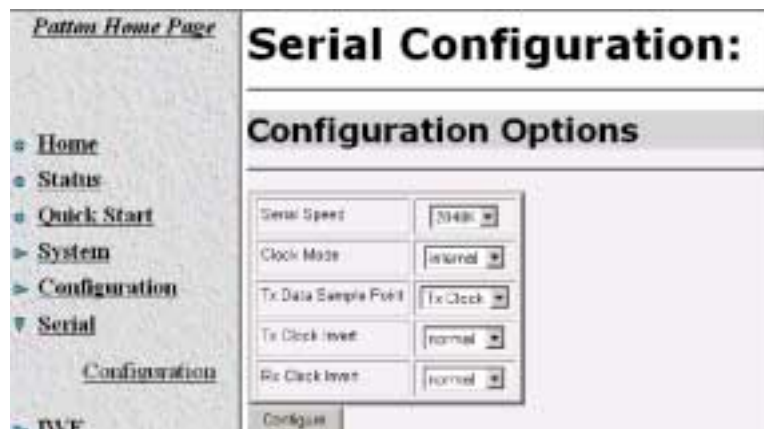 Patton Home Page
Home
Status
Quick Start
System
Configuration
Serial
Configuration
Serial Configuration:
Configuration Options
Serial Speed 2048K
Clock Mode internal
Tx Data Sample Point Tx Clock
Tx Clock Invert normal
Rx Clock Invert normal
Configure